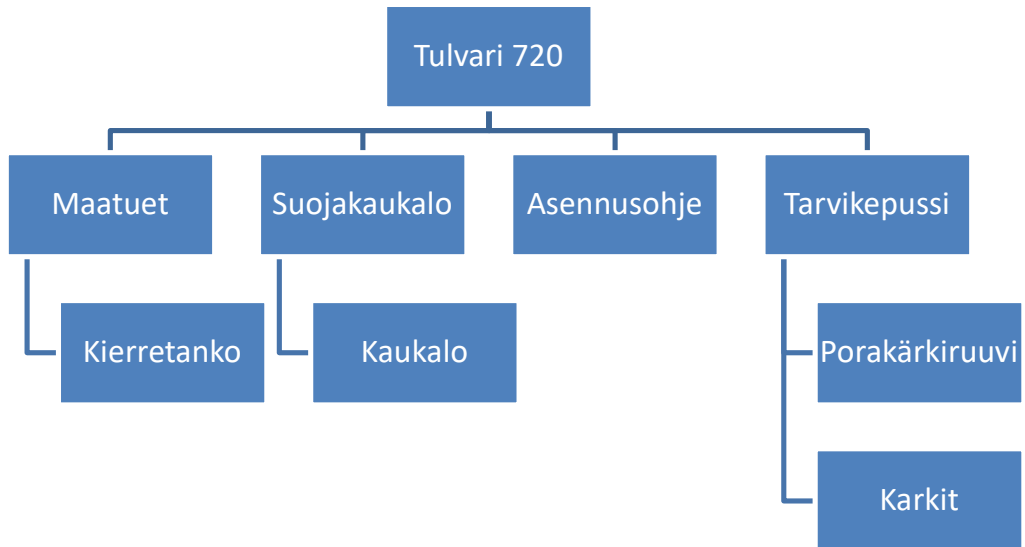 Tulvari 720
Maatuet
Suojakaukalo
Asennusohje
Tarvikepussi
Kierretanko
Kaukalo
Porakärkiruuvi
Karkit